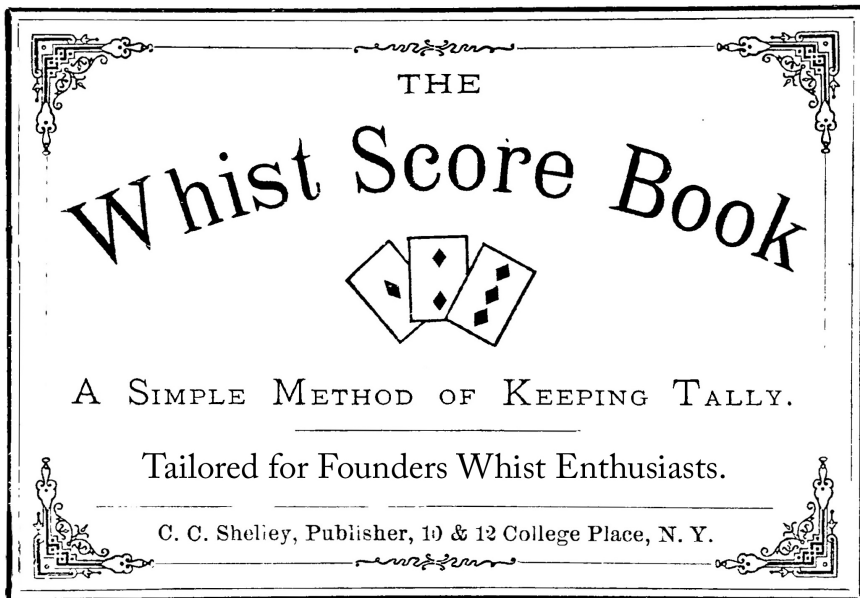 THE
Whist Score Book
A SIMPLE METHOD OF KEEPING TALLY.
Tailored for Founders Whist Enthusiasts.
C. C. Shelley, Publisher, 10 & 12 College Place, N. Y.